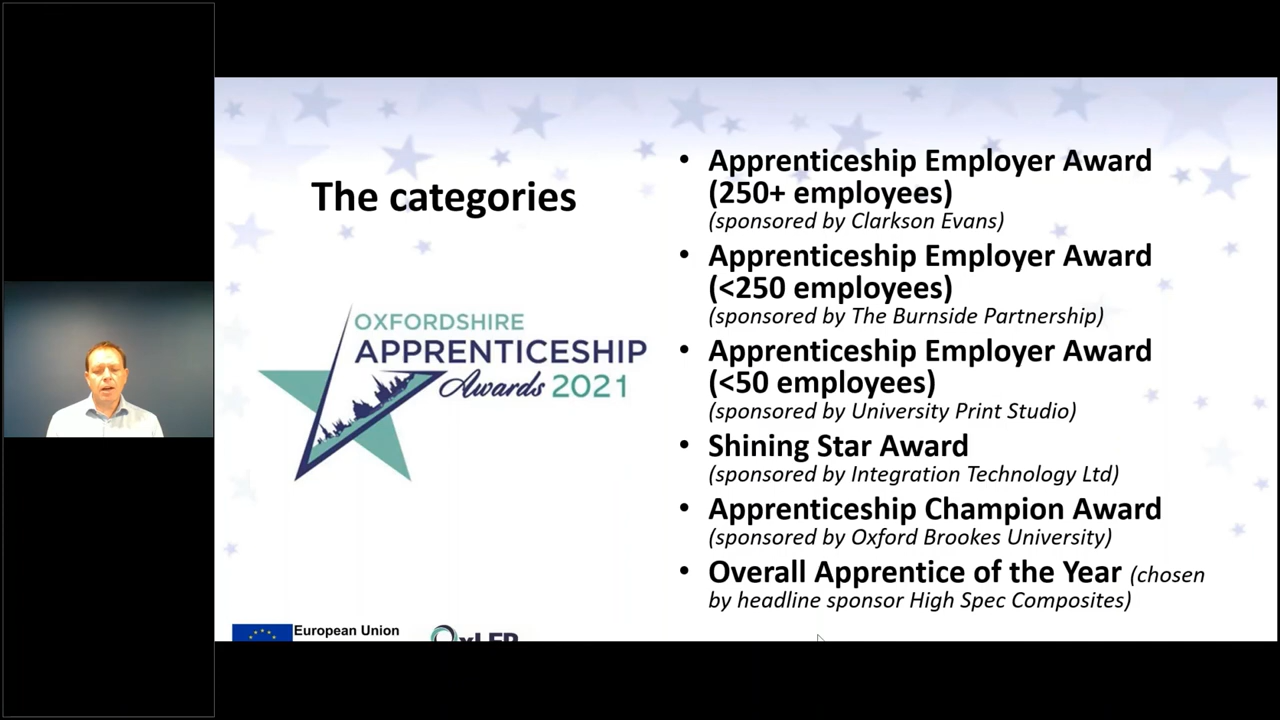 The categories
OXFORDSHIRE
APPRENTICESHIP
Awards 2021
• Apprenticeship Employer Award
(250+ employees)
(sponsored by Clarkson Evans)
• Apprenticeship Employer Award
(<250 employees)
(sponsored by The Burnside Partnership)
• Apprenticeship Employer Award
(<50 employees)
(sponsored by University Print Studio)
• Shining Star Award
(sponsored by Integration Technology Ltd)
• Apprenticeship Champion Award
(sponsored by Oxford Brookes University)
• Overall Apprentice of the Year (chosen
by headline sponsor High Spec Composites)
European Union
OxLEP